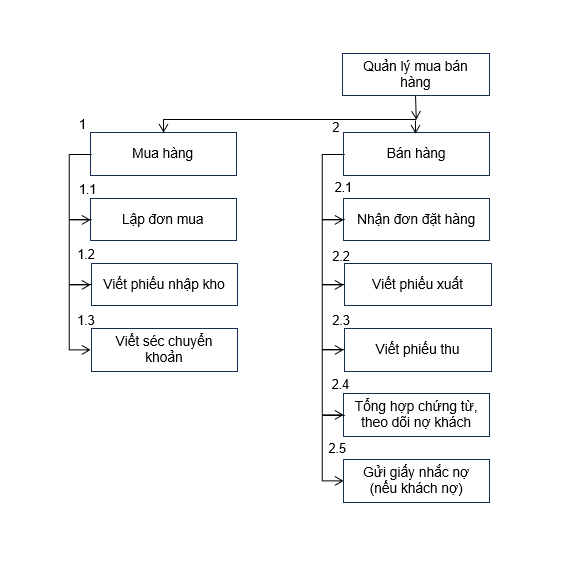 Quản lý mua bán
hàng
1
Mua hàng
1.1
Lập đơn mua
1.2
Viết phiếu nhập kho
1.3
Viết séc chuyển
khoản
2
Bán hàng
2.1
Nhận đơn đặt hàng
2.2
Viết phiếu xuất
2.3
Viết phiếu thu
2.4
Tổng hợp chứng từ,
theo dõi nợ khách
2.5
Gửi giấy nhắc nợ
(nếu khách nợ)